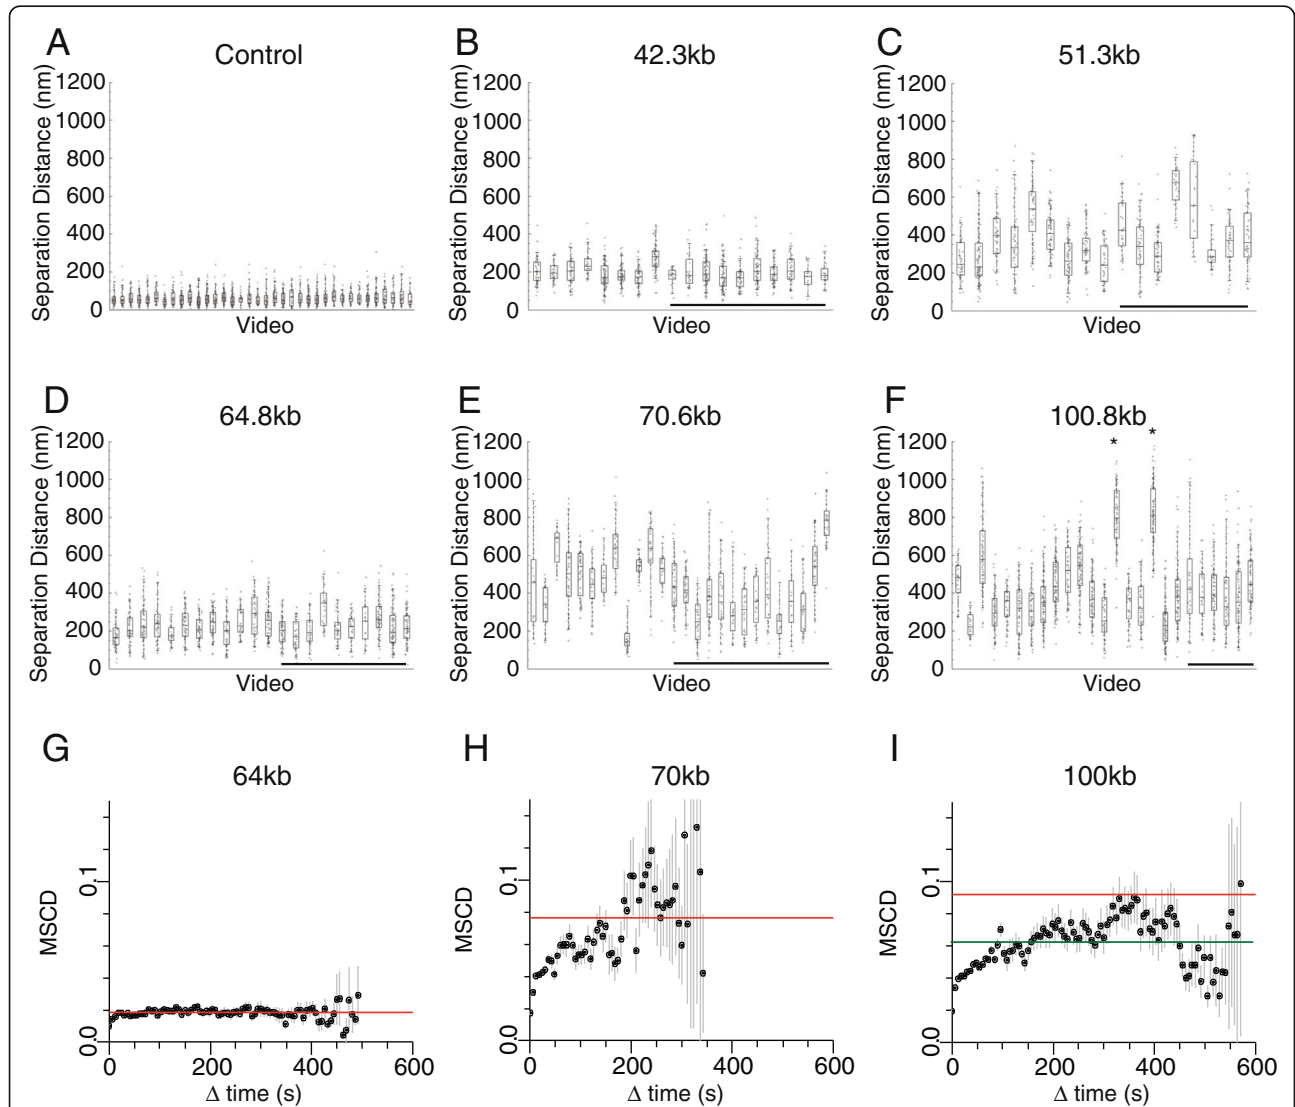 A Control
Separation Distance (nm)
1200
1000
800
600
400
200
0
Video
B 42.3kb
Separation Distance (nm)
1200
1000
800
600
400
200
0
Video
C 51.3kb
Separation Distance (nm)
1200
1000
800
600
400
200
0
Video
D 64.8kb
Separation Distance (nm)
1200
1000
800
600
400
200
0
Video
E 70.6kb
Separation Distance (nm)
1200
1000
800
600
400
200
0
Video
F 100.8kb
* *
Separation Distance (nm)
1200
1000
800
600
400
200
0
Video
G 64kb
MSCD
0.1
0.0
0 200 400 600
Δ time (s)
H 70kb
MSCD
0.1
0.0
0 200 400 600
Δ time (s)
I 100kb
MSCD
0.1
0.0
0 200 400 600
Δ time (s)